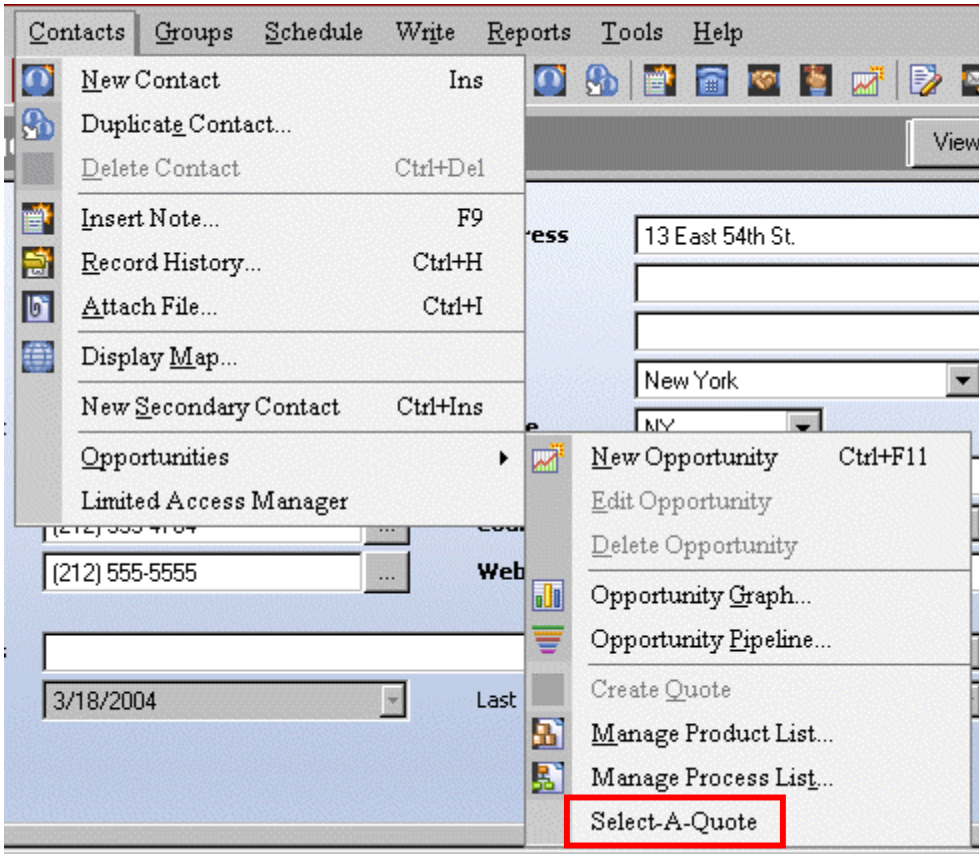 Contacts Groups Schedule Write Reports Tools Help
New Contact Ins
Duplicate Contact...
View
Delete Contact Ctrl+Del
Insert Note... F9
ress 13 East 54th St.
Record History... Ctrl+H
Attach File... Ctrl+I
Display Map...
New York
New Secondary Contact Ctrl+Ins
NY
Opportunities
New Opportunity Ctrl+F11
Limited Access Manager
Edit Opportunity
Delete Opportunity
(212) 555-5555 ... Web
Opportunity Graph...
Opportunity Pipeline...
Create Quote
3/18/2004 Last
Manage Product List...
Manage Process List...
Select-A-Quote